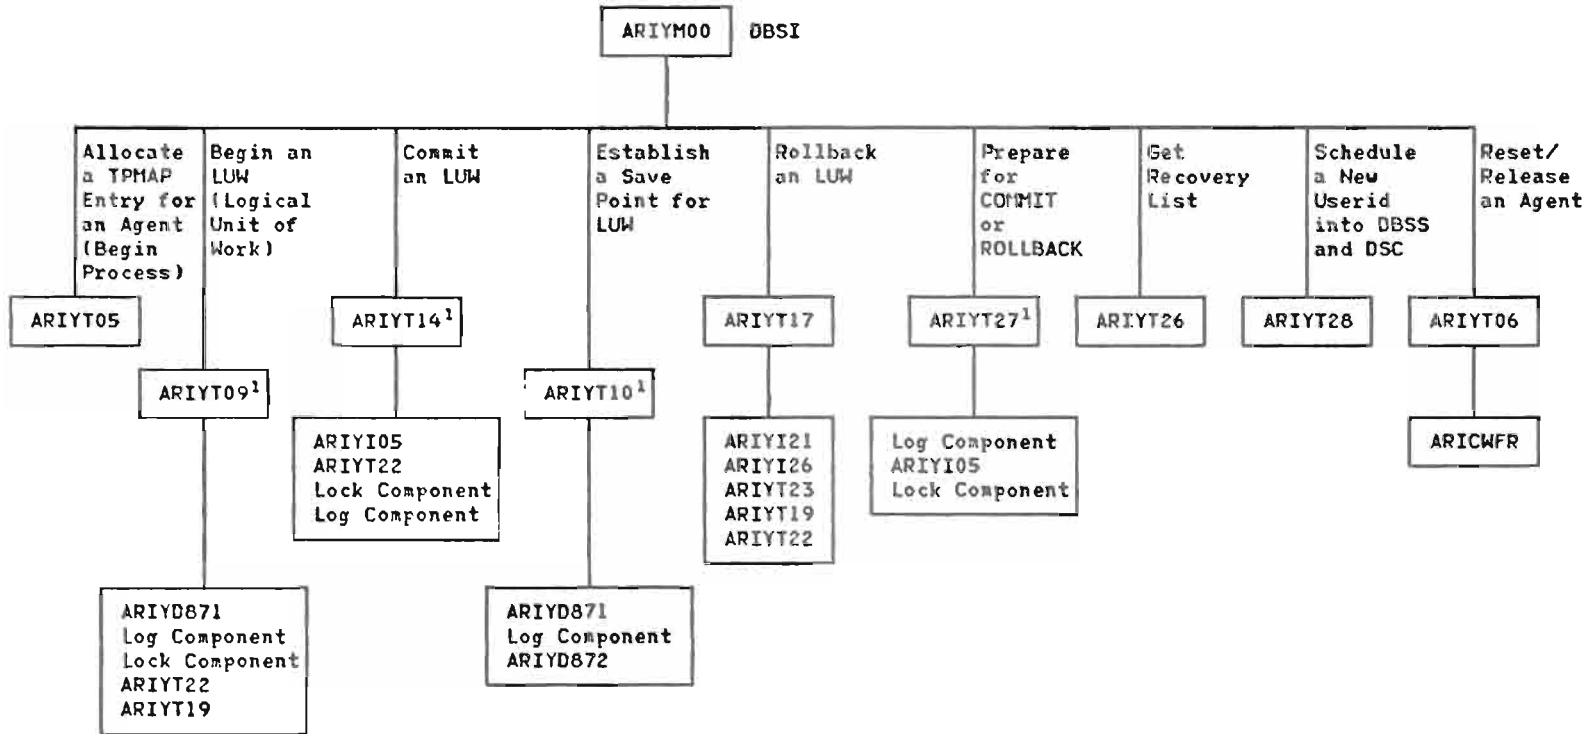 ARIYM00 DBSI
Allocate
a TPMAP
Entry for
an Agent
(Begin
Process)
Begin an
LUW
(Logical
Unit of
Work)
Commit
an LUW
Establish
a Save
Point for
LUW
Rollback
an LUW
Prepare
for
COMMIT
or
ROLLBACK
Get
Recovery
List
Schedule
a New
Userid
into DBSS
and DSC
Reset/
Release
an Agent
ARIYT05
ARIYT14¹
ARIYT17
ARIYT27¹
ARIYT26
ARIYT28
ARIYT06
ARIYT09¹
ARIYT10¹
ARIYI05
ARIYT22
Lock Component
Log Component
ARIYI21
ARIYI26
ARIYT23
ARIYT19
ARIYT22
Log Component
ARIYI05
Lock Component
ARICWFR
ARIYD871
Log Component
Lock Component
ARIYT22
ARIYT19
ARIYD871
Log Component
ARIYD872